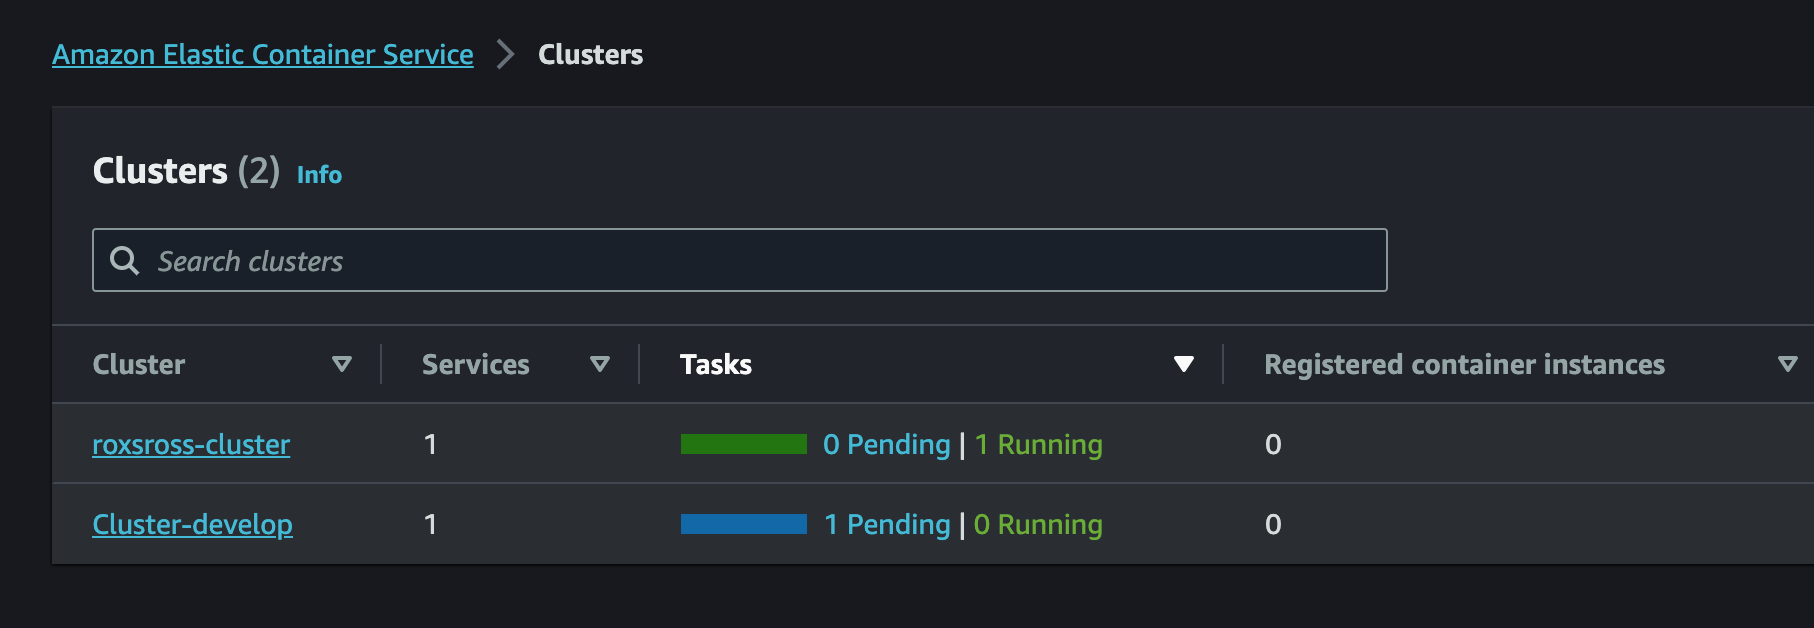 Amazon Elastic Container Service > Clusters
Clusters (2) Info
Search clusters
Cluster Services Tasks Registered container instances
roxsross-cluster 1 0 Pending | 1 Running 0
Cluster-develop 1 1 Pending | 0 Running 0